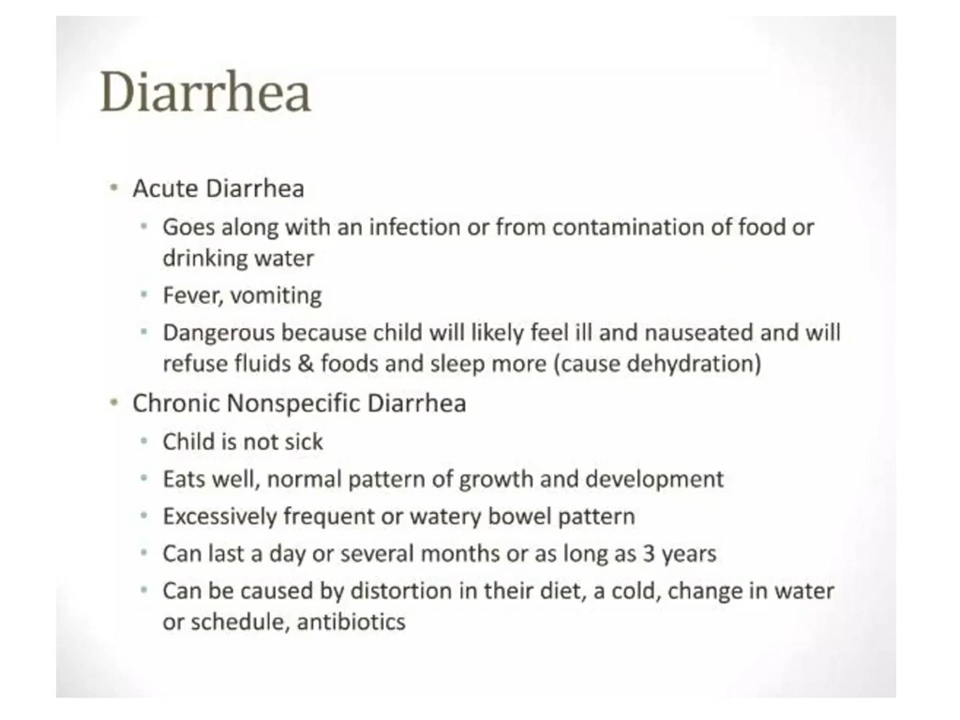 Diarrhea
• Acute Diarrhea
• Goes along with an infection or from contamination of food or
drinking water
• Fever, vomiting
• Dangerous because child will likely feel ill and nauseated and will
refuse fluids & foods and sleep more (cause dehydration)
• Chronic Nonspecific Diarrhea
• Child is not sick
• Eats well, normal pattern of growth and development
• Excessively frequent or watery bowel pattern
• Can last a day or several months or as long as 3 years
• Can be caused by distortion in their diet, a cold, change in water
or schedule, antibiotics